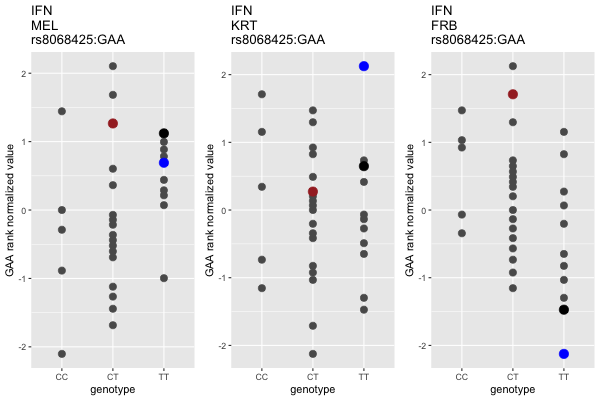 IFN
MEL
rs8068425:GAA
GAA rank normalized value
2
1
0
-1
-2
CC CT TT
genotype
IFN
KRT
rs8068425:GAA
GAA rank normalized value
2
1
0
-1
-2
CC CT TT
genotype
IFN
FRB
rs8068425:GAA
GAA rank normalized value
2
1
0
-1
-2
CC CT TT
genotype